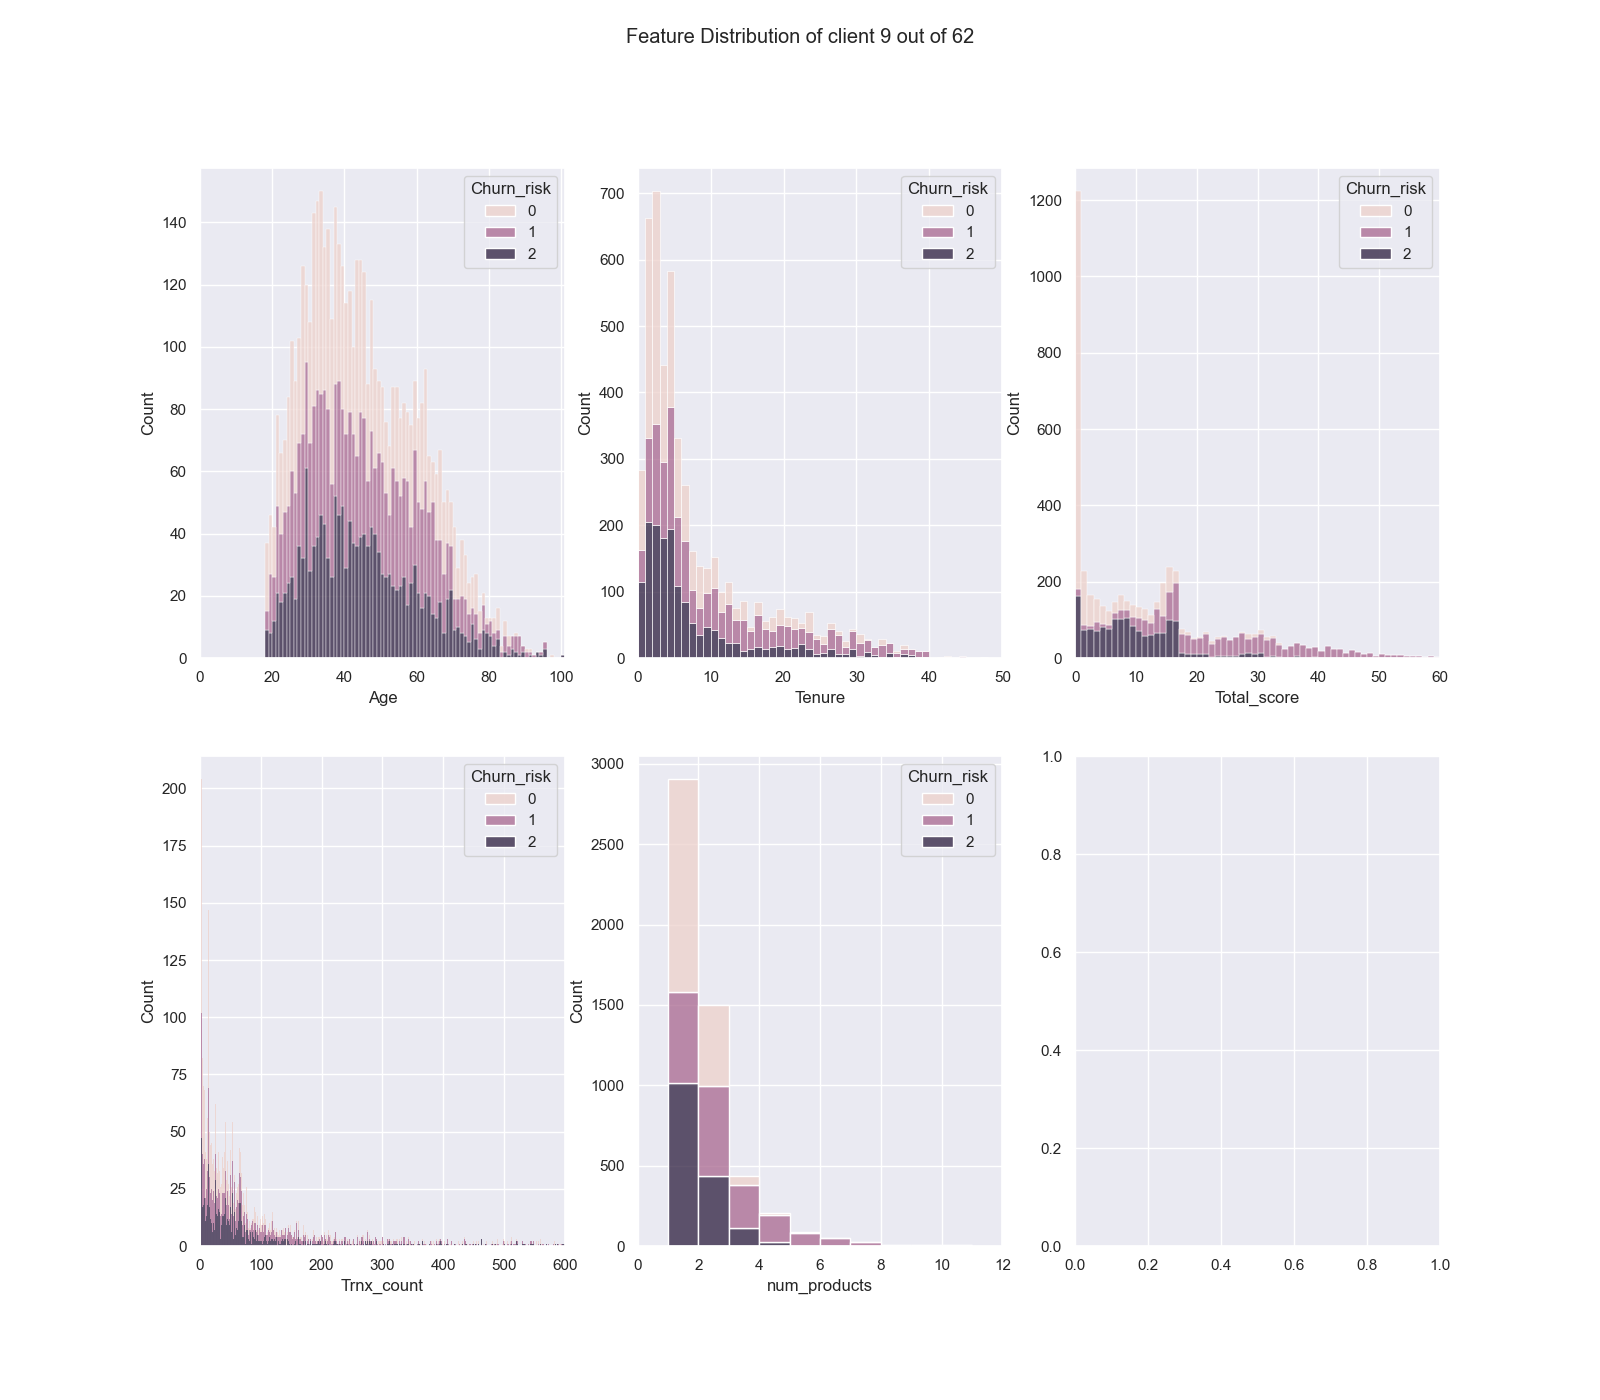 Feature Distribution of client 9 out of 62
140
120
100
80
60
40
20
0
Count
0 20 40 60 80 100
Age
Churn_risk
0
1
2
700
600
500
400
300
200
100
0
Count
0 10 20 30 40 50
Tenure
Churn_risk
0
1
2
1200
1000
800
600
400
200
0
Count
0 10 20 30 40 50 60
Total_score
Churn_risk
0
1
2
200
175
150
125
100
75
50
25
0
Count
0 100 200 300 400 500 600
Trnx_count
Churn_risk
0
1
2
3000
2500
2000
1500
1000
500
0
Count
0 2 4 6 8 10 12
num_products
Churn_risk
0
1
2
1.0
0.8
0.6
0.4
0.2
0.0
0.0 0.2 0.4 0.6 0.8 1.0